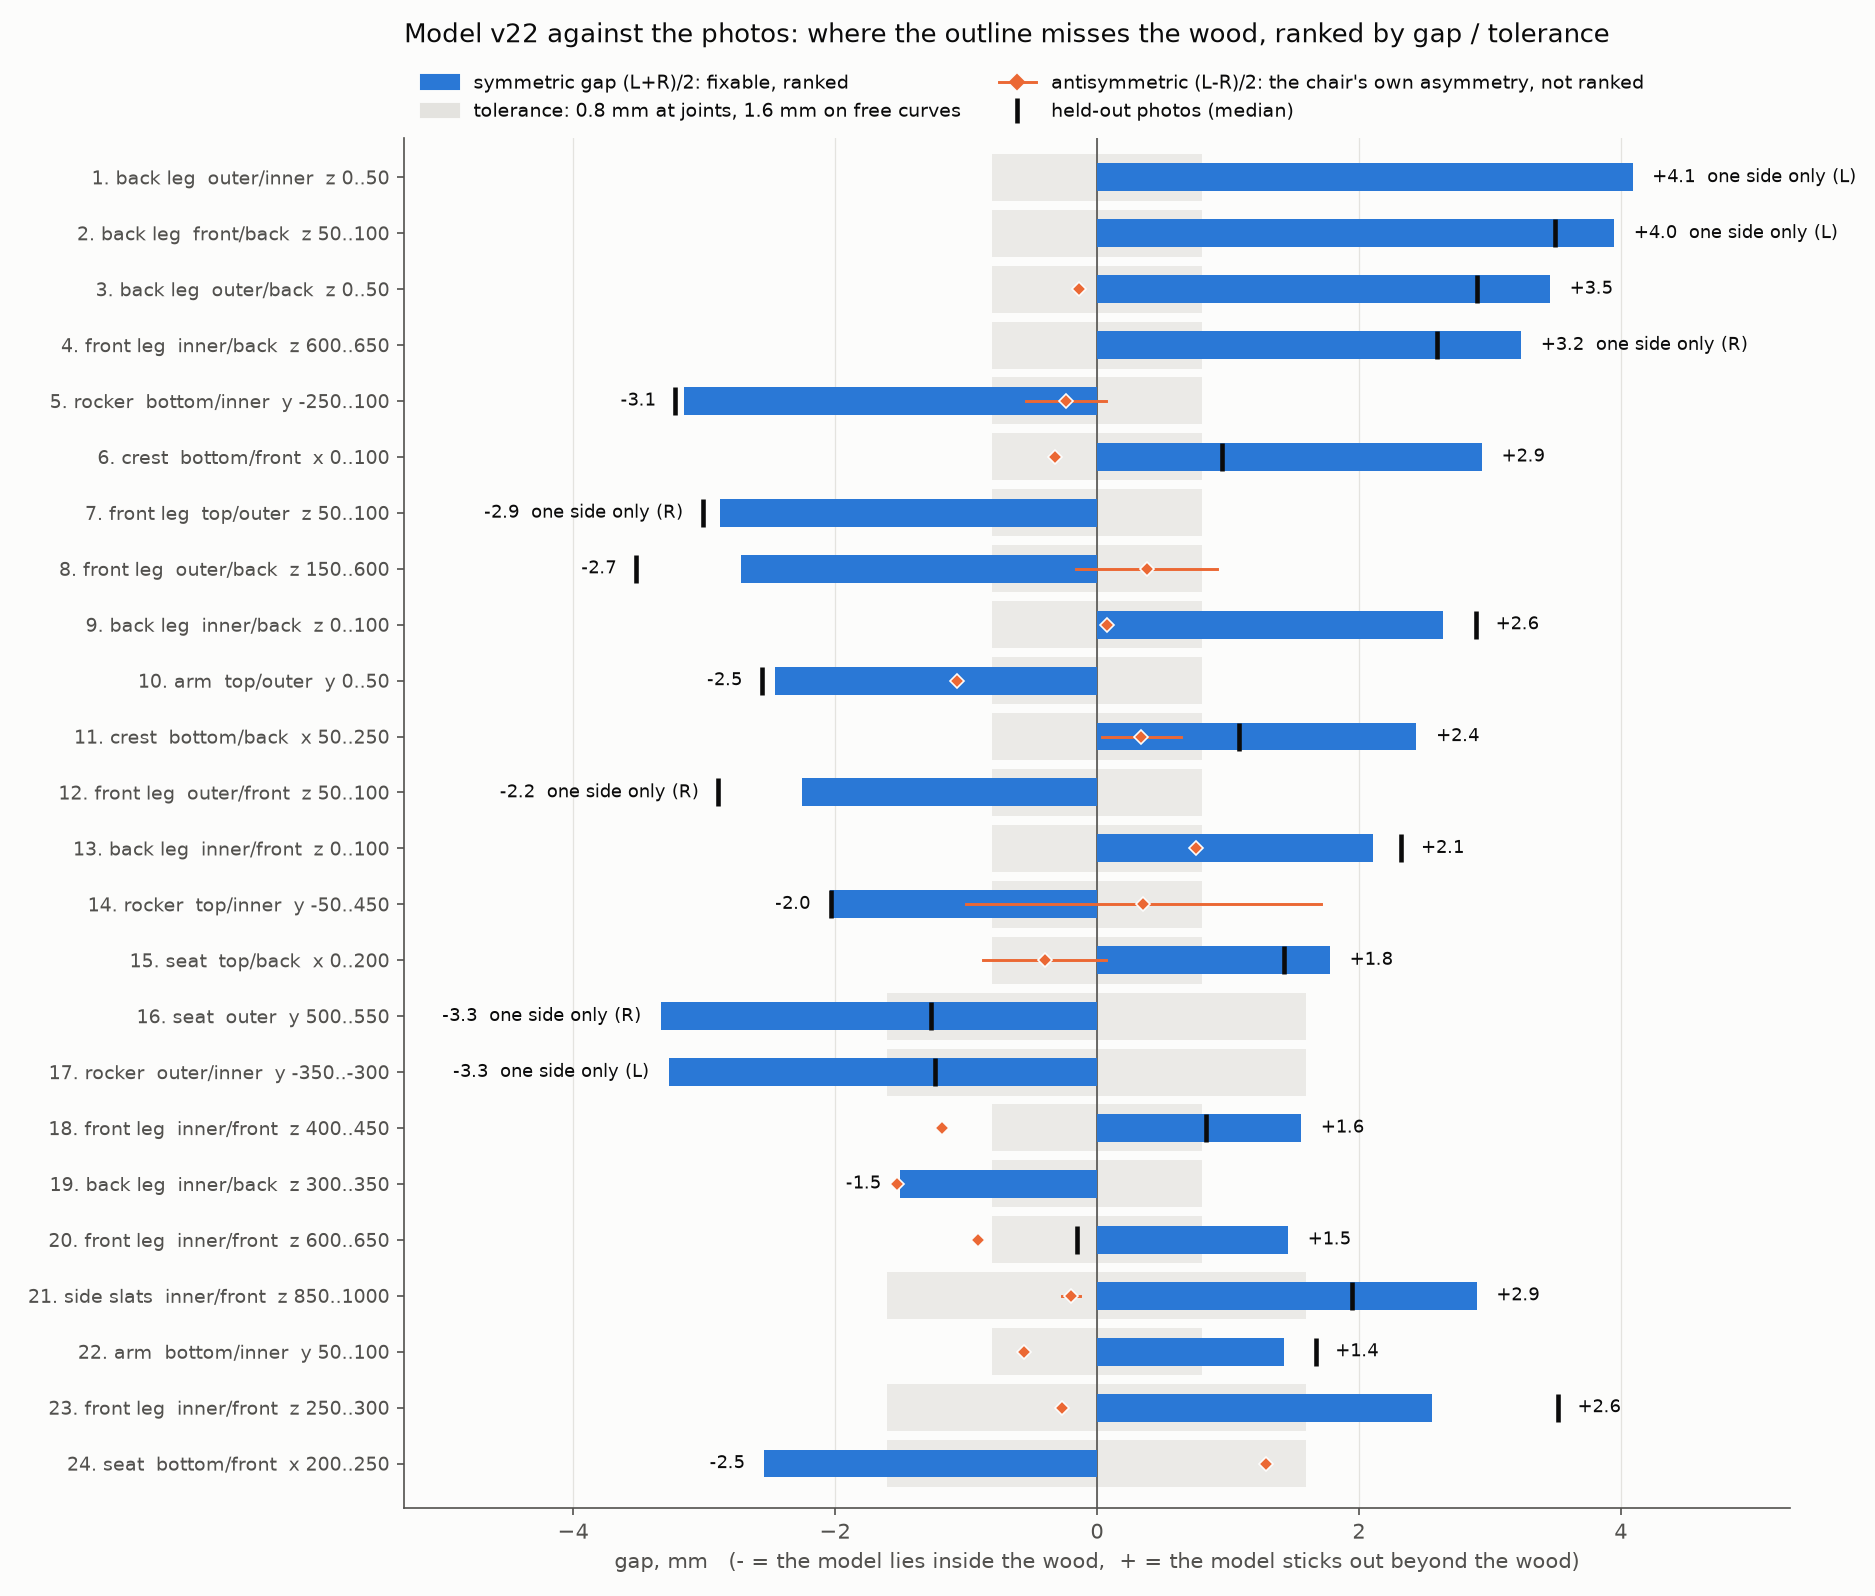 Model v22 against the photos: where the outline misses the wood, ranked by gap / tolerance
symmetric gap (L+R)/2: fixable, ranked
tolerance: 0.8 mm at joints, 1.6 mm on free curves
antisymmetric (L-R)/2: the chair's own asymmetry, not ranked
held-out photos (median)
1. back leg  outer/inner  z 0..50
+4.1  one side only (L)
2. back leg  front/back  z 50..100
+4.0  one side only (L)
3. back leg  outer/back  z 0..50
+3.5
4. front leg  inner/back  z 600..650
+3.2  one side only (R)
5. rocker  bottom/inner  y -250..100
-3.1
6. crest  bottom/front  x 0..100
+2.9
7. front leg  top/outer  z 50..100
-2.9  one side only (R)
8. front leg  outer/back  z 150..600
-2.7
9. back leg  inner/back  z 0..100
+2.6
10. arm  top/outer  y 0..50
-2.5
11. crest  bottom/back  x 50..250
+2.4
12. front leg  outer/front  z 50..100
-2.2  one side only (R)
13. back leg  inner/front  z 0..100
+2.1
14. rocker  top/inner  y -50..450
-2.0
15. seat  top/back  x 0..200
+1.8
16. seat  outer  y 500..550
-3.3  one side only (R)
17. rocker  outer/inner  y -350..-300
-3.3  one side only (L)
18. front leg  inner/front  z 400..450
+1.6
19. back leg  inner/back  z 300..350
-1.5
20. front leg  inner/front  z 600..650
+1.5
21. side slats  inner/front  z 850..1000
+2.9
22. arm  bottom/inner  y 50..100
+1.4
23. front leg  inner/front  z 250..300
+2.6
24. seat  bottom/front  x 200..250
-2.5
−4
−2
0
2
4
gap, mm   (- = the model lies inside the wood,  + = the model sticks out beyond the wood)